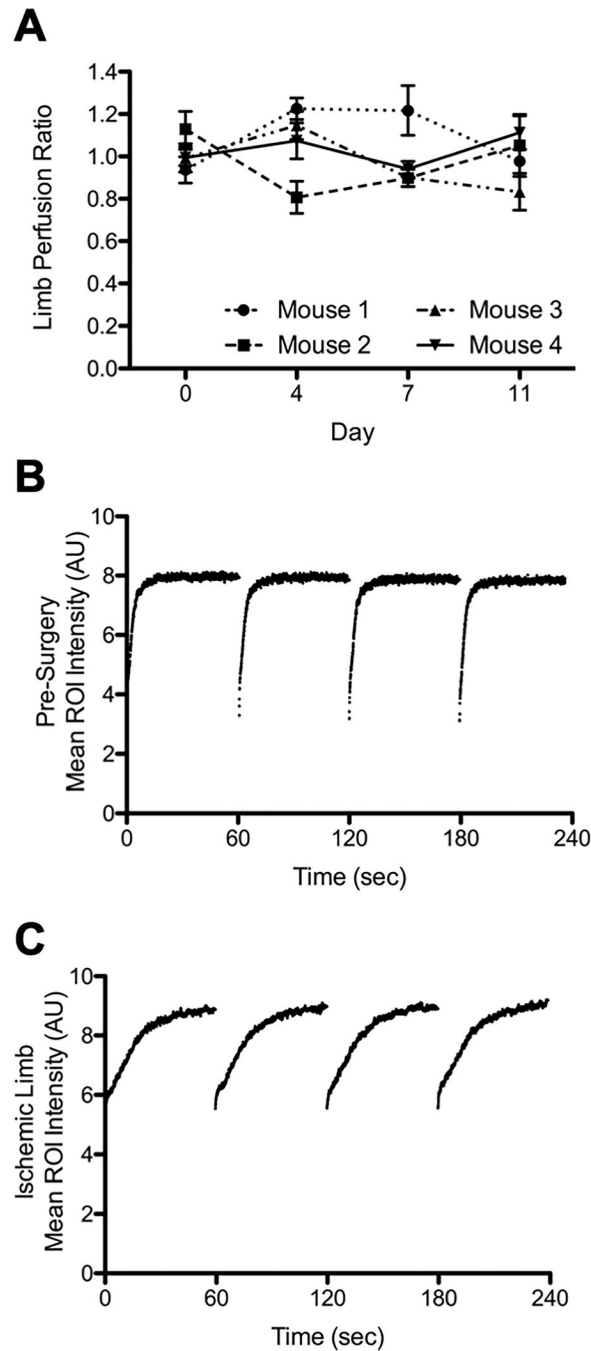 A
Limb Perfusion Ratio
1.4
1.2
1.0
0.8
0.6
0.4
0.2
0.0
Mouse 1
Mouse 3
Mouse 2
Mouse 4
0 4 7 11
Day
B
Pre-Surgery
Mean ROI Intensity (AU)
10
8
6
4
2
0
0 60 120 180 240
Time (sec)
C
Ischemic Limb
Mean ROI Intensity (AU)
10
8
6
4
2
0
0 60 120 180 240
Time (sec)